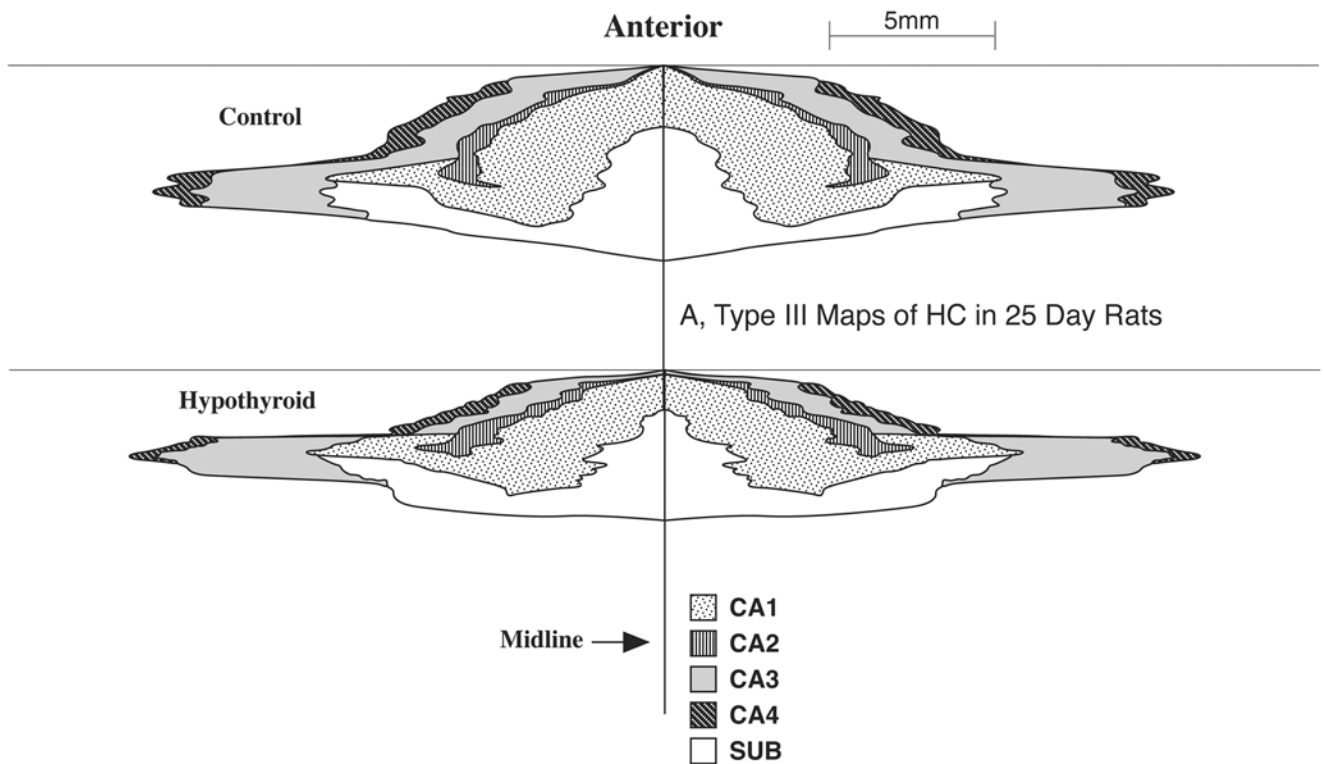 Anterior
5mm
Control
A, Type III Maps of HC in 25 Day Rats
Hypothyroid
Midline
CA1
CA2
CA3
CA4
SUB